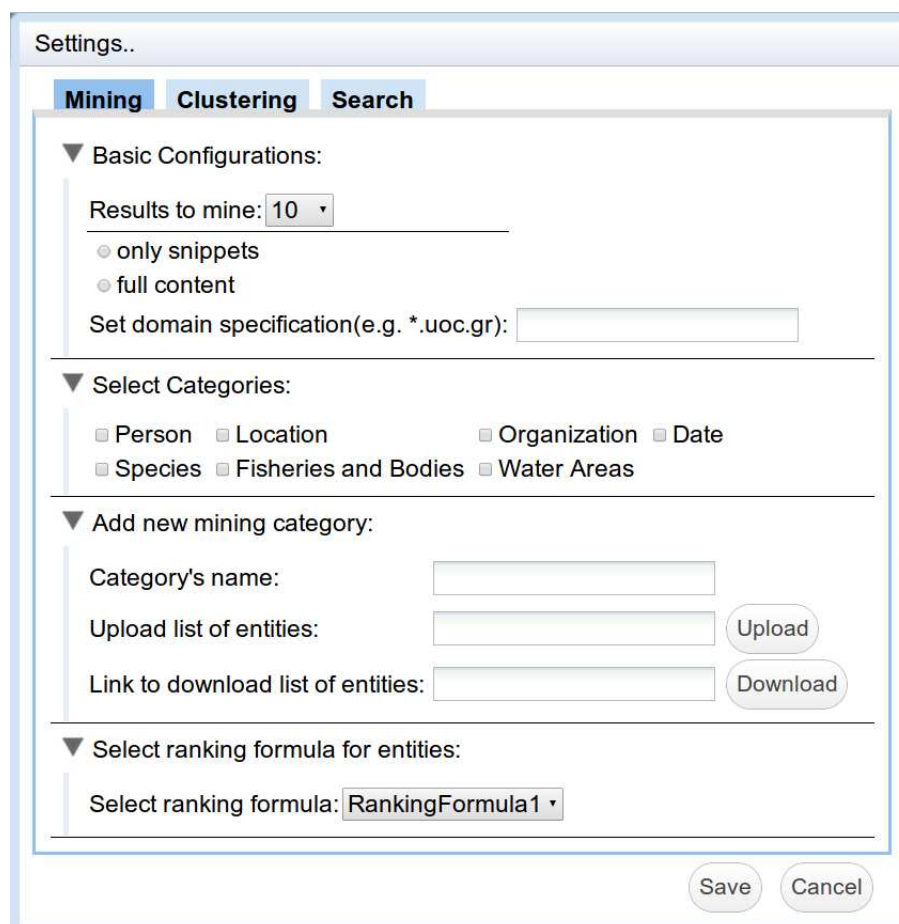 Settings..
Mining Clustering Search
Basic Configurations:
Results to mine: 10
only snippets
full content
Set domain specification(e.g. *.uoc.gr):
Select Categories:
Person Location Organization Date
Species Fisheries and Bodies Water Areas
Add new mining category:
Category's name:
Upload list of entities: Upload
Link to download list of entities: Download
Select ranking formula for entities:
Select ranking formula: RankingFormula1
Save Cancel